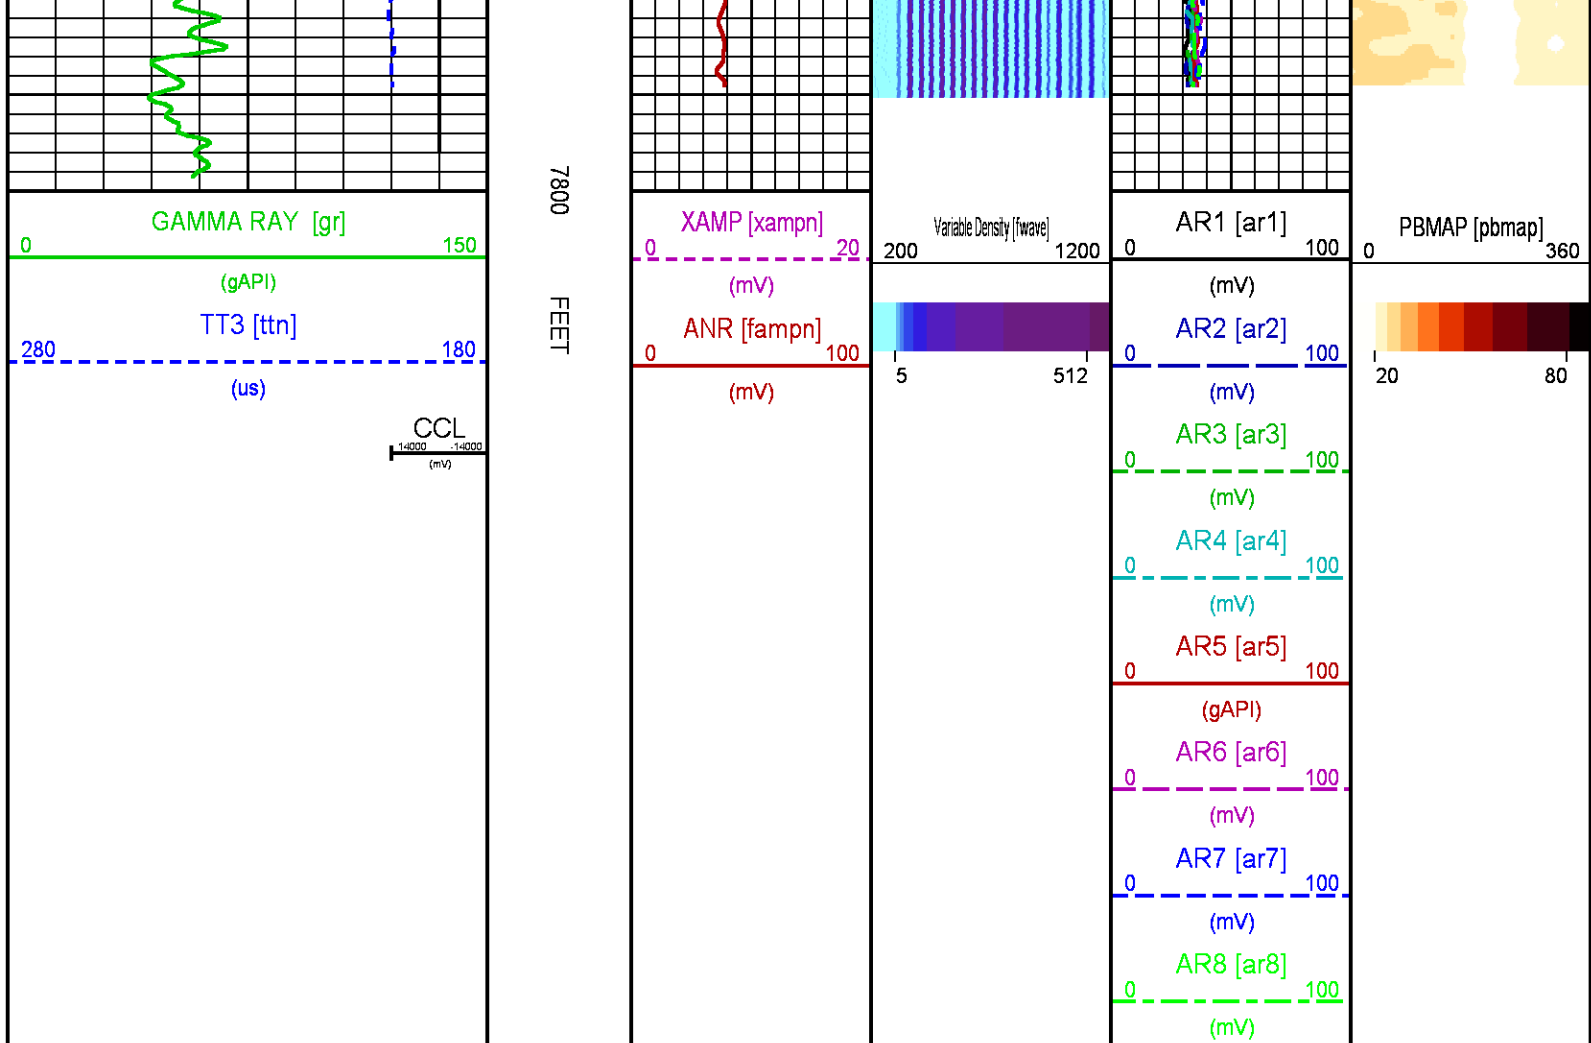 GAMMA RAY [gr]
0 150
(gAPI)
TT3 [ttn]
280 180
(us)
CCL
14000 -14000
(mV)
7800
FEET
XAMP [xampn]
0 20
(mV)
ANR [fampn]
0 100
(mV)
Variable Density [fwave]
200 1200
5 512
AR1 [ar1]
0 100
(mV)
AR2 [ar2]
0 100
(mV)
AR3 [ar3]
0 100
(mV)
AR4 [ar4]
0 100
(mV)
AR5 [ar5]
0 100
(gAPI)
AR6 [ar6]
0 100
(mV)
AR7 [ar7]
0 100
(mV)
AR8 [ar8]
0 100
(mV)
PBMAP [pbmap]
0 360
20 80